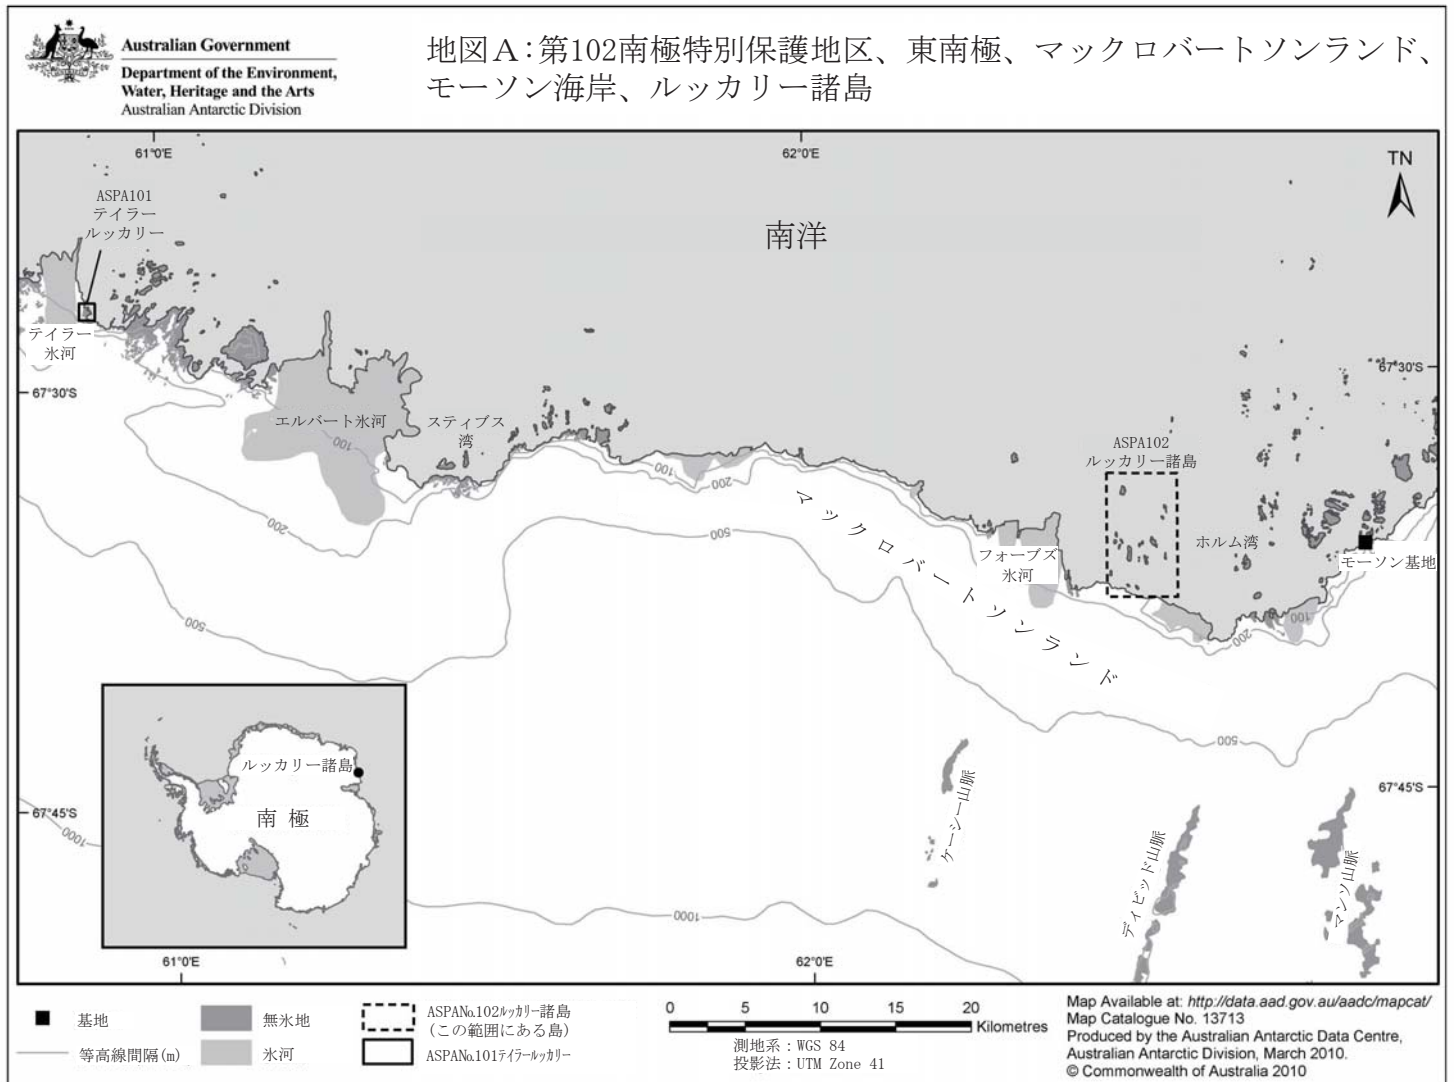 Australian Government
Department of the Environment,
Water, Heritage and the Arts
Australian Antarctic Division
地図A:第102南極特別保護地区、東南極、マックロバートソンランド、
モーソン海岸、ルッカリー諸島
61°0'E
62°0'E
TN
ASPA101
テイラー
ルッカリー
南洋
テイラー
氷河
67°30'S
67°30'S
エルバート氷河
スティブス
湾
100
100
200
ASPA102
ルッカリー諸島
マックロバートソンランド
フォーブズ
氷河
ホルム湾
モーソン基地
200
500
100
200
500
500
ルッカリー諸島
南 極
ケーシー山脈
ディビッド山脈
マンソ山脈
67°45'S
67°45'S
1000
1000
61°0'E
62°0'E
基地
無氷地
ASPA№102ルッカリー諸島
(この範囲にある島)
等高線間隔(m)
氷河
ASPA№101テイラールッカリー
0 5 10 15 20
Kilometres
測地系:WGS 84
投影法:UTM Zone 41
Map Available at: http://data.aad.gov.au/aadc/mapcat/
Map Catalogue No. 13713
Produced by the Australian Antarctic Data Centre,
Australian Antarctic Division, March 2010.
© Commonwealth of Australia 2010